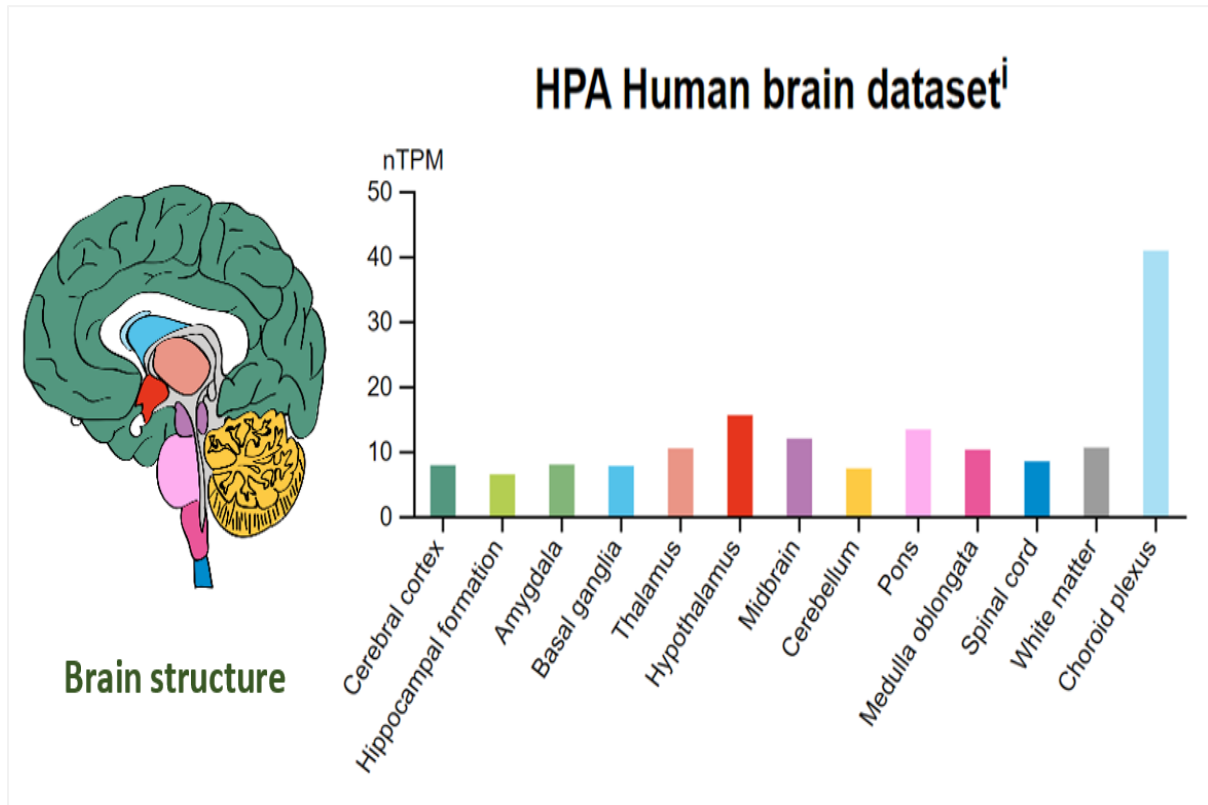 HPA Human brain datasetⁱ
nTPM
50
40
30
20
10
0
Cerebral cortex
Hippocampal formation
Amygdala
Basal ganglia
Thalamus
Hypothalamus
Midbrain
Cerebellum
Pons
Medulla oblongata
Spinal cord
White matter
Choroid plexus
Brain structure